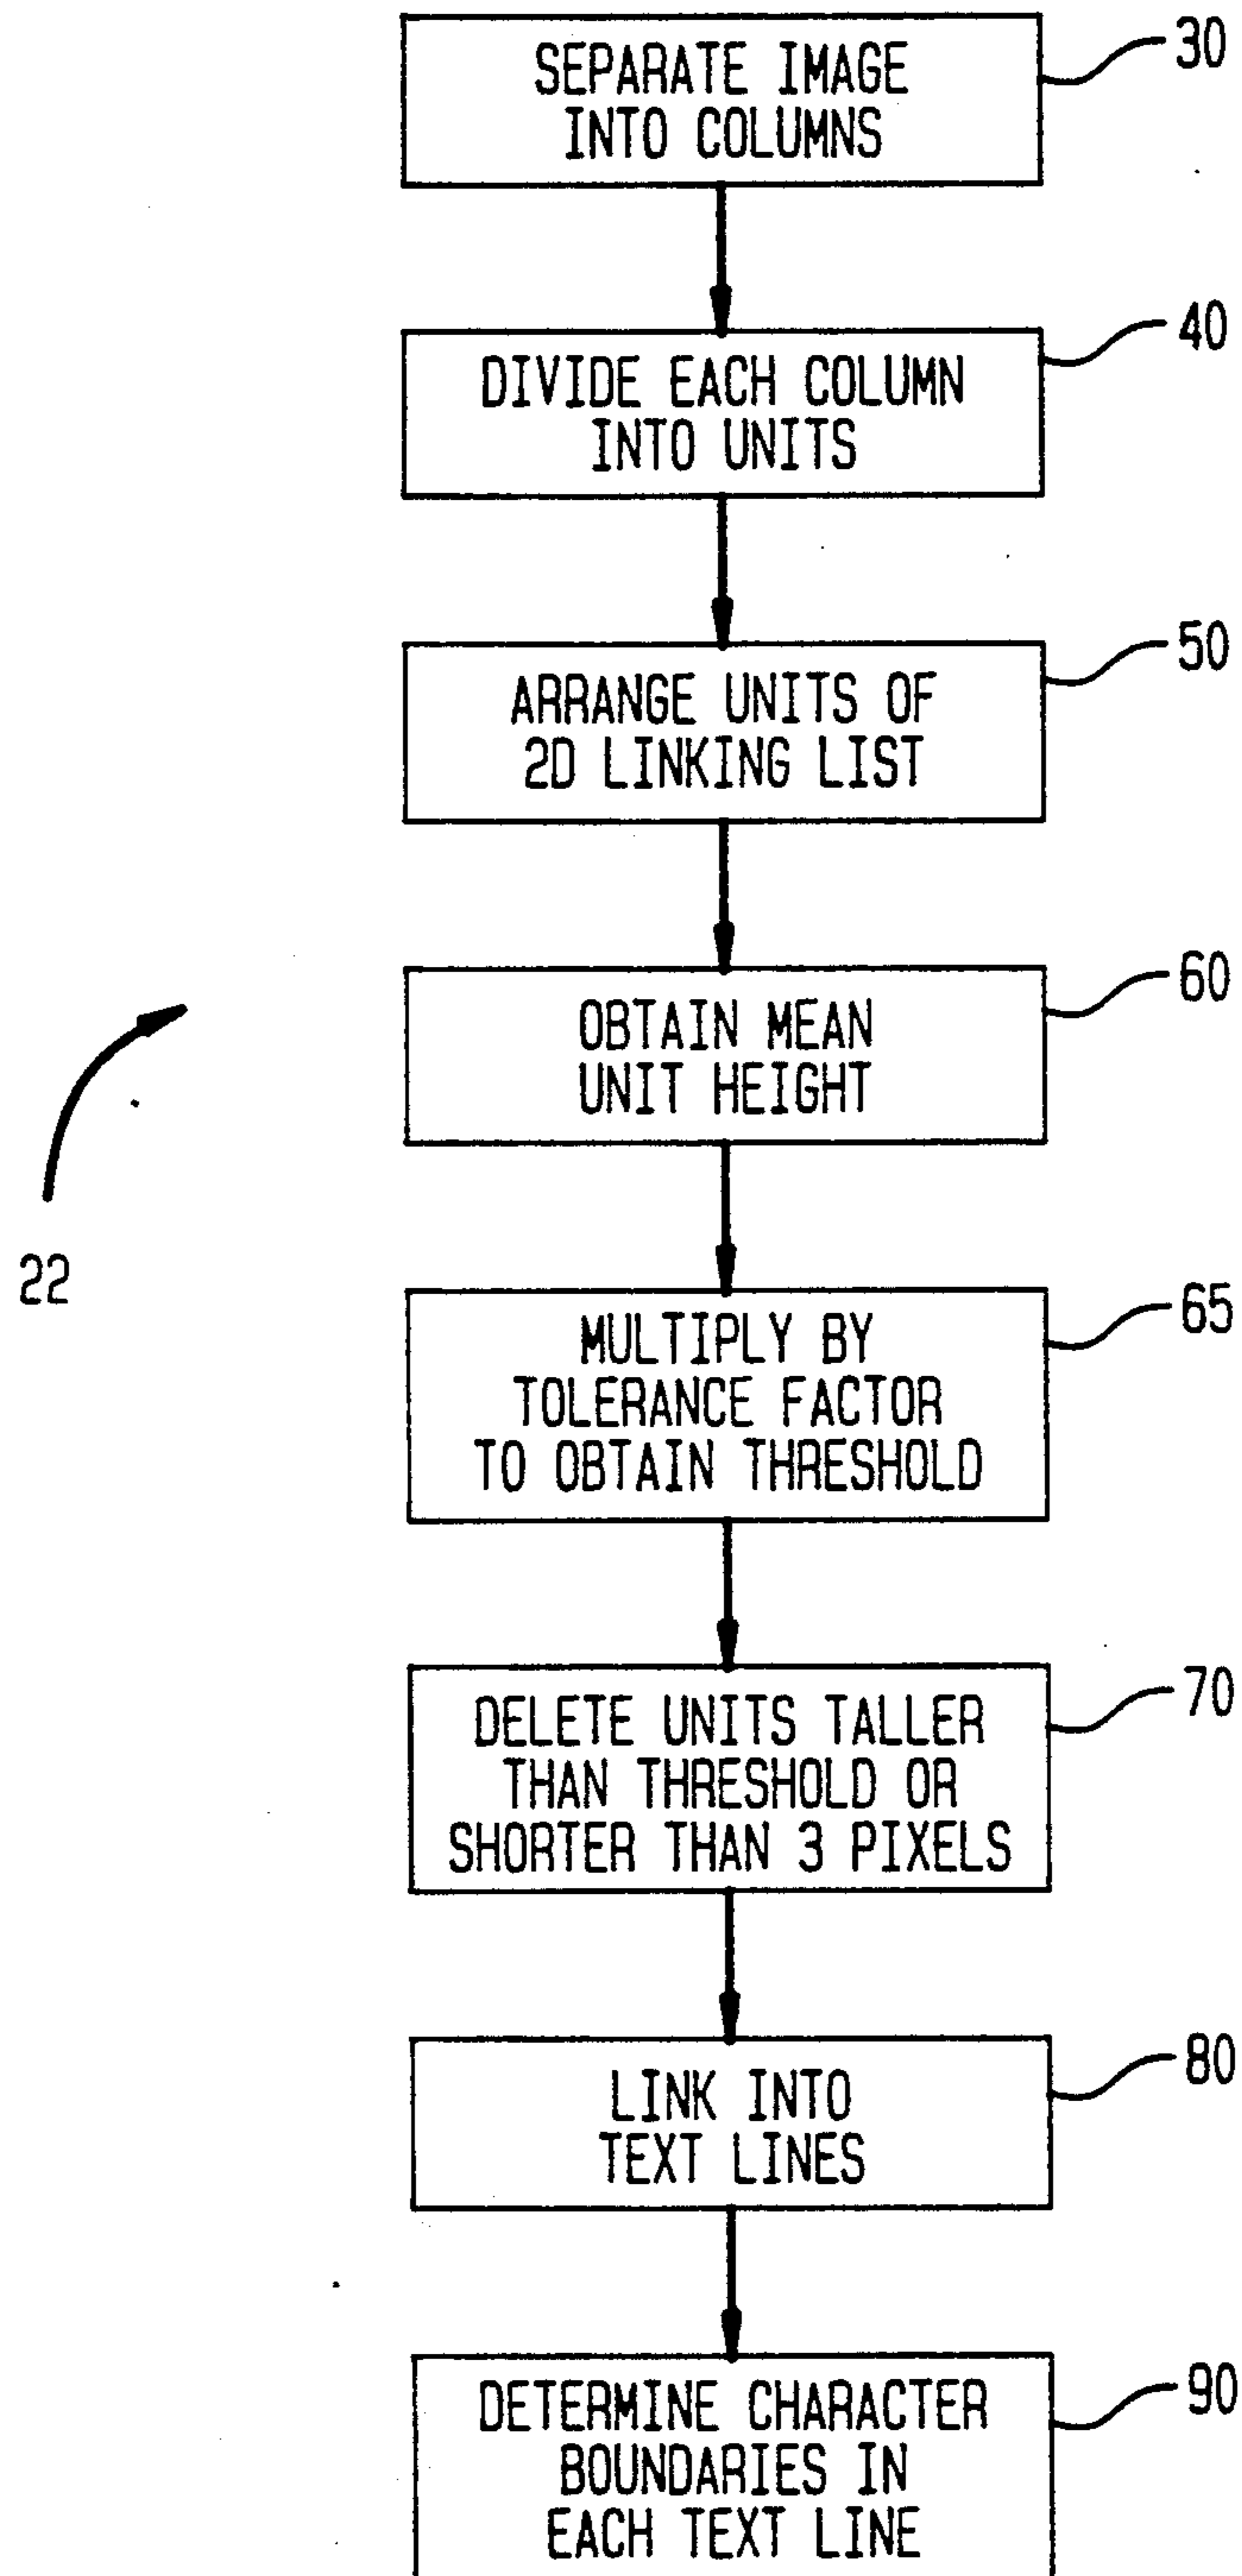 SEPARATE IMAGE
INTO COLUMNS
30
DIVIDE EACH COLUMN
INTO UNITS
40
ARRANGE UNITS OF
2D LINKING LIST
50
OBTAIN MEAN
UNIT HEIGHT
60
22
MULTIPLY BY
TOLERANCE FACTOR
TO OBTAIN THRESHOLD
65
DELETE UNITS TALLER
THAN THRESHOLD OR
SHORTER THAN 3 PIXELS
70
LINK INTO
TEXT LINES
80
DETERMINE CHARACTER
BOUNDARIES IN
EACH TEXT LINE
90